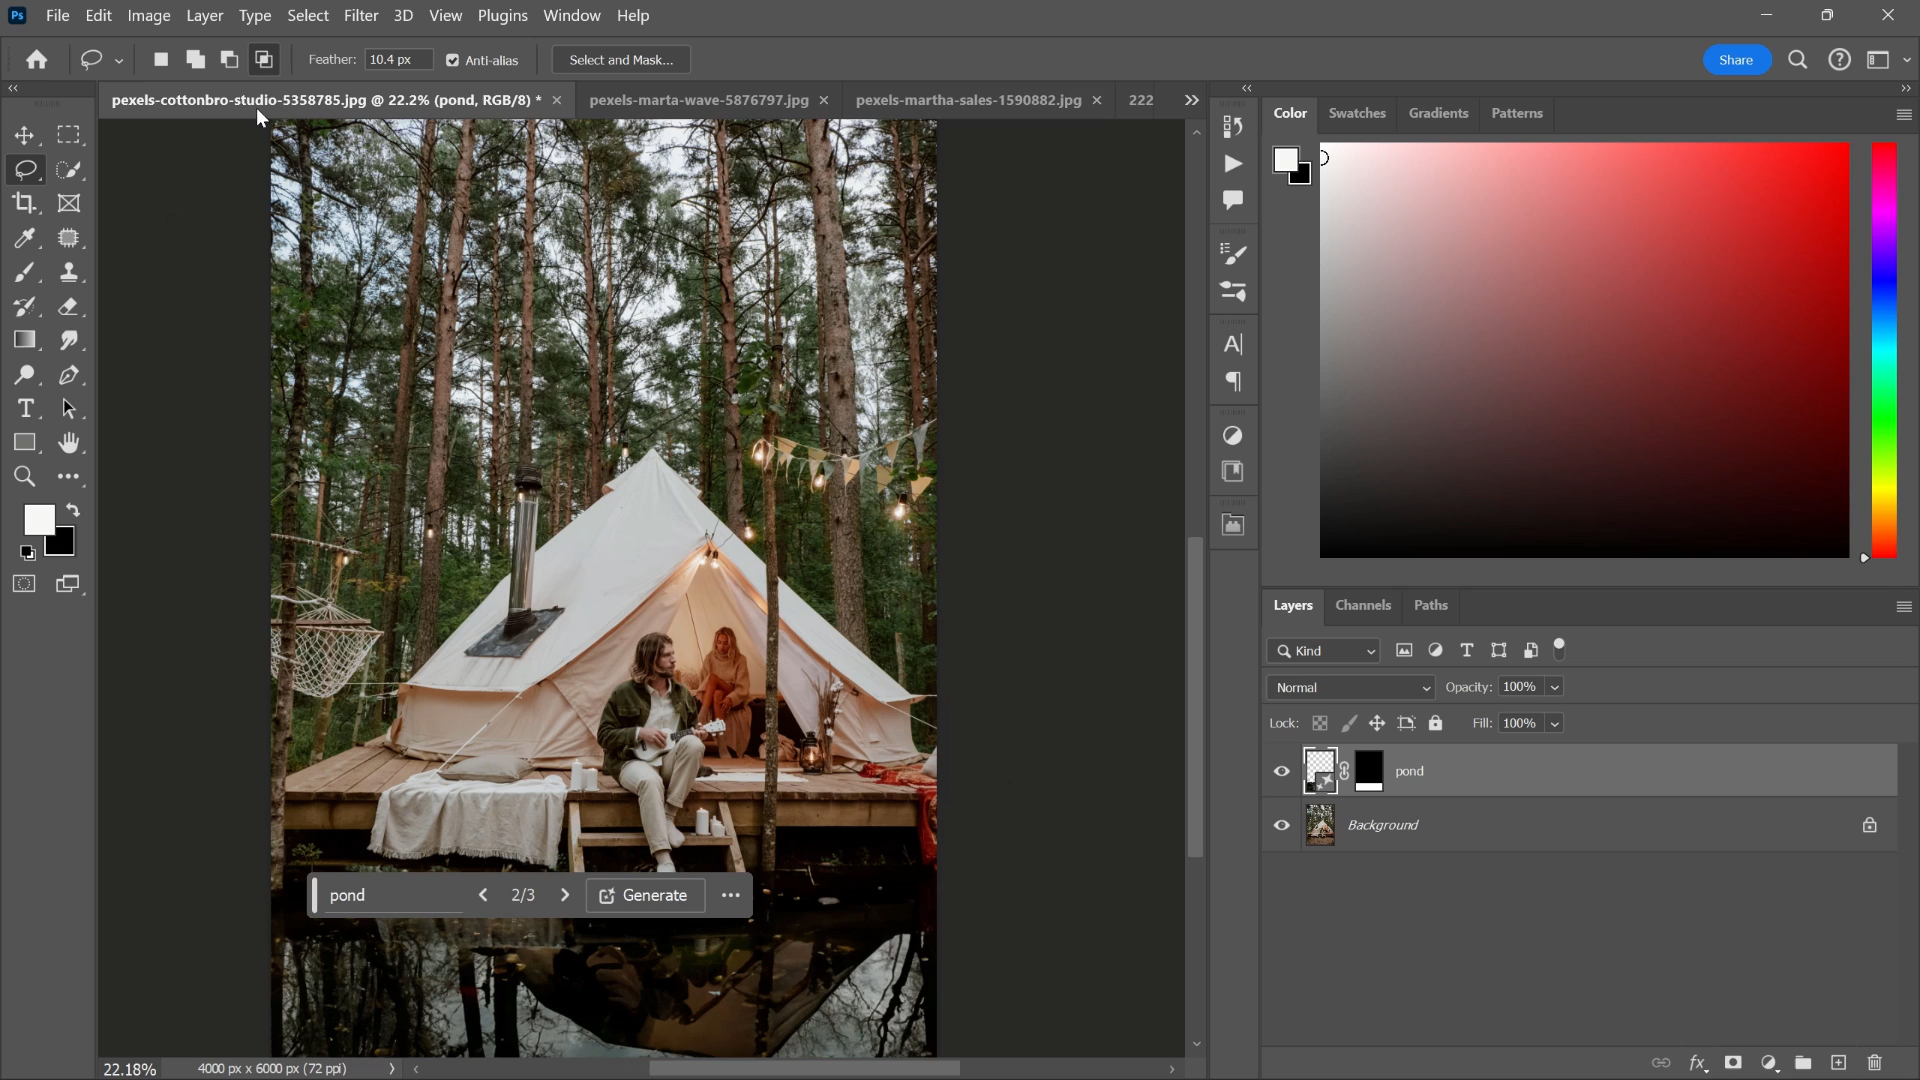 Ps File Edit Image Layer Type Select Filter 3D View Plugins Window Help
Feather: 10.4 px Anti-alias Select and Mask... Share
pexels-cottonbro-studio-5358785.jpg @ 22.2% (pond, RGB/8) * pexels-marta-wave-5876797.jpg pexels-martha-sales-1590882.jpg 222
Color Swatches Gradients Patterns
Layers Channels Paths
Kind
Normal Opacity: 100%
Lock: Fill: 100%
pond
Background
pond 2/3 Generate
22.18% 4000 px x 6000 px (72 ppi)